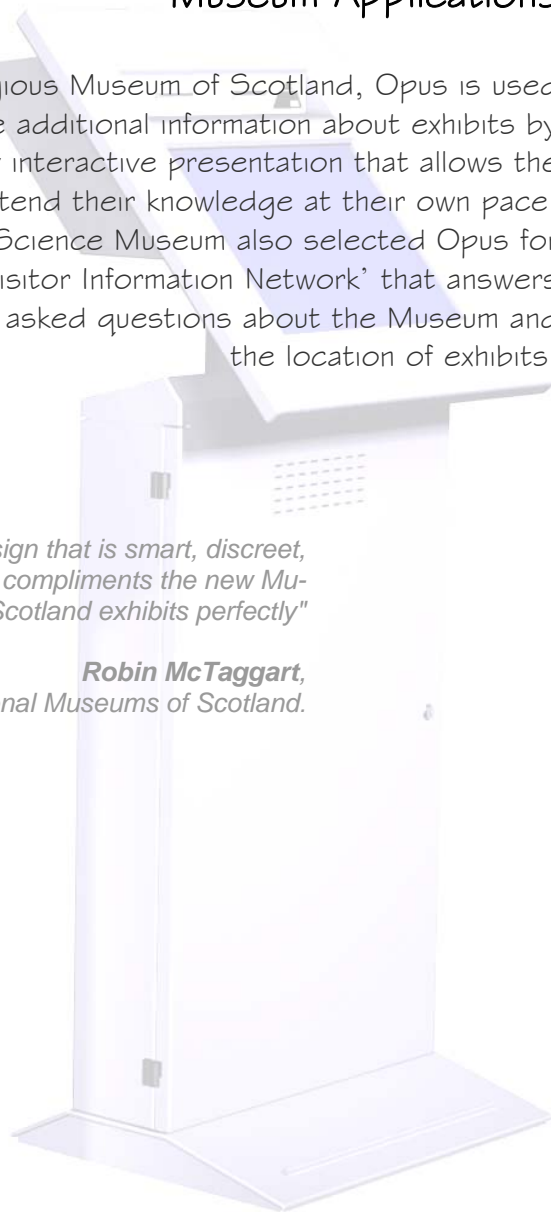 Museum Applications
gious Museum of Scotland, Opus is used
e additional information about exhibits by
r interactive presentation that allows the
tend their knowledge at their own pace
Science Museum also selected Opus for
isitor Information Network’ that answers
asked questions about the Museum and
the location of exhibits
sign that is smart, discreet,
compliments the new Mu-
Scotland exhibits perfectly"
Robin McTaggart,
nal Museums of Scotland.